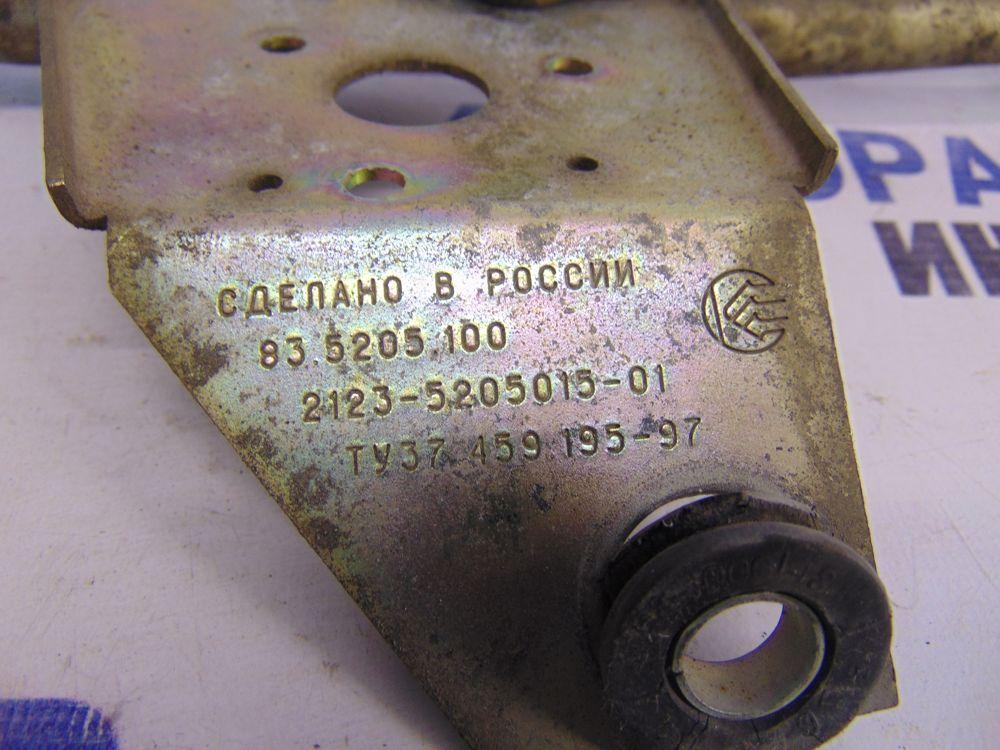 СДЕЛАНО В РОССИИ
83.5205.100
2123-5205015-01
ТУ37.459.195-97